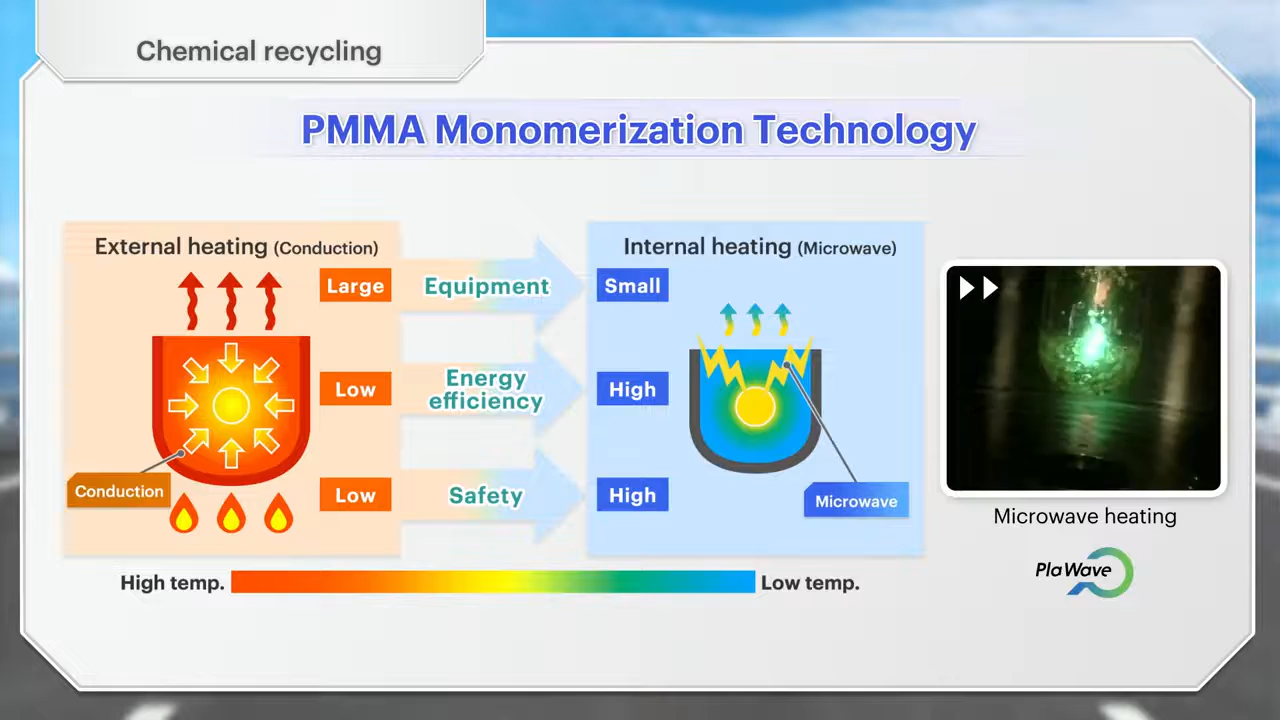 Chemical recycling
PMMA Monomerization Technology
External heating (Conduction)
Large
Low
Low
Conduction
Equipment
Energy
efficiency
Safety
Internal heating (Microwave)
Small
High
High
Microwave
High temp.
Low temp.
Microwave heating
PlaWave